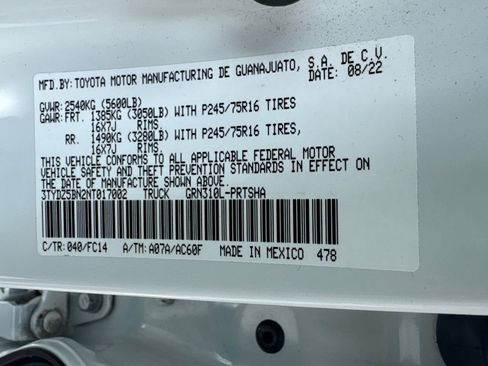 MFD.BY:TOYOTA MOTOR MANUFACTURING DE GUANAJUATO, S.A. DE C.V.
DATE: 08/22
GVWR: 2540KG (5600LB)
GAWR:FRT. 1385KG (3050LB) WITH P245/75R16 TIRES
16X7J RIMS
RR. 1490KG (3280LB) WITH P245/75R16 TIRES,
16X7J RIMS,
THIS VEHICLE CONFORMS TO ALL APPLICABLE FEDERAL MOTOR
VEHICLE SAFETY AND THEFT PREVENTION STANDARDS IN EFFECT ON
THE DATE OF MANUFACTURE SHOWN ABOVE.
3TYDZ5BN2NT017002 TRUCK GRN310L-PRTSHA
C/TR: 040/FC14 A/TM: A07A/AC60F MADE IN MEXICO 478